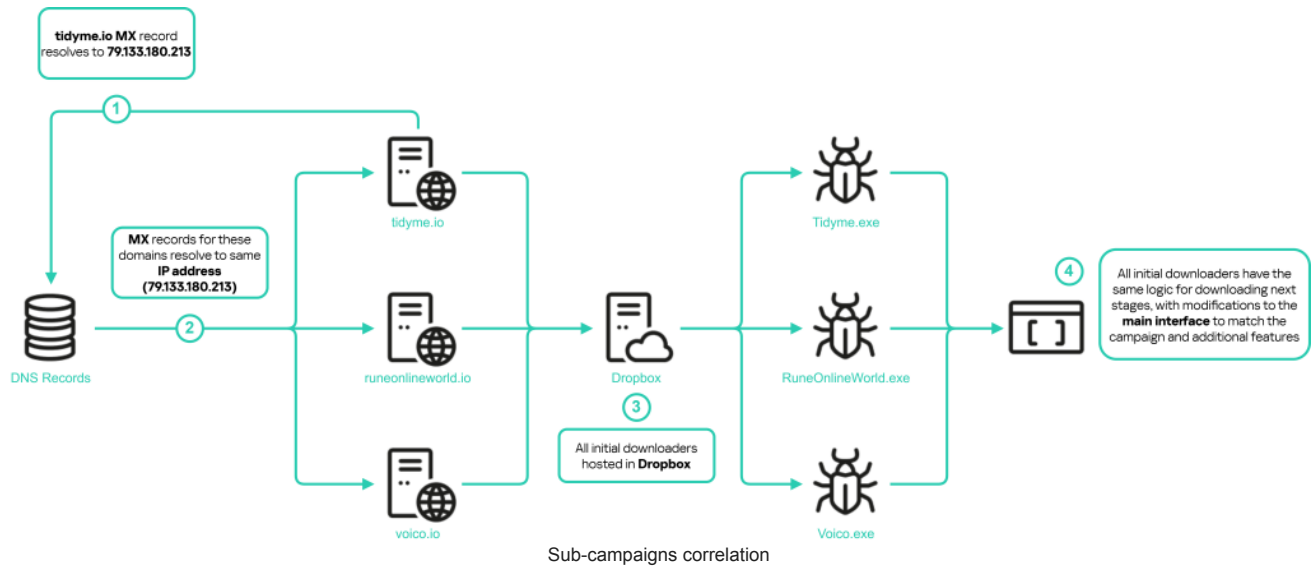 tidyme.io MX record
resolves to 79.133.180.213
1
tidyme.io
Tidyme.exe
MX records for these
domains resolve to same
IP address
(79.133.180.213)
2
DNS Records
runeonlineworld.io
Dropbox
3
All initial downloaders
hosted in Dropbox
RuneOnlineWorld.exe
[ ]
4
All initial downloaders have the
same logic for downloading next
stages, with modifications to the
main interface to match the
campaign and additional features
voico.io
Voico.exe
Sub-campaigns correlation